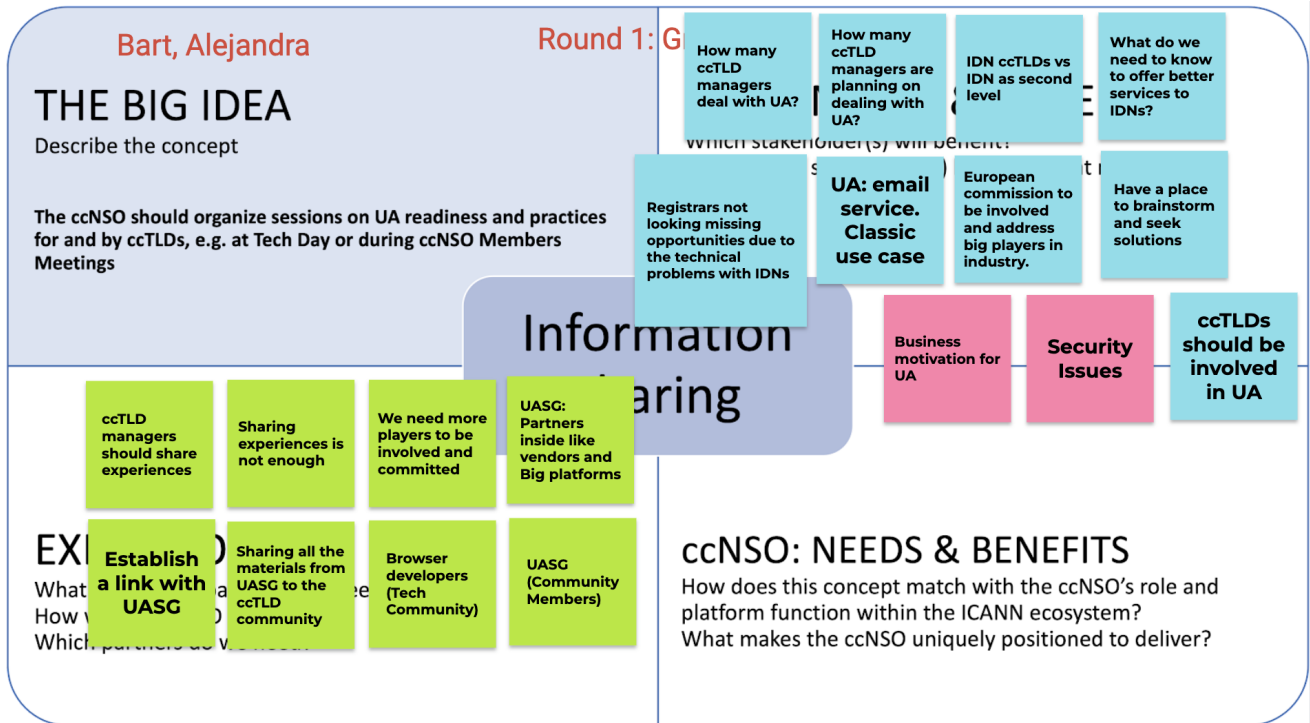 Bart, Alejandra
Round 1: G
THE BIG IDEA
Describe the concept
The ccNSO should organize sessions on UA readiness and practices
for and by ccTLDs, e.g. at Tech Day or during ccNSO Members
Meetings
How many
ccTLD
managers
deal with UA?
How many
ccTLD
managers are
planning on
dealing with
UA?
IDN ccTLDs vs
IDN as second
level
What do we
need to know
to offer better
services to
IDNs?
&
Which stakeholder(s) will benefit?
Registrars not
looking missing
opportunities due to
the technical
problems with IDNs
UA: email
service.
Classic
use case
European
commission to
be involved
and address
big players in
industry.
Have a place
to brainstorm
and seek
solutions
Business
motivation for
UA
Security
Issues
ccTLDs
should be
involved
in UA
Information
aring
ccTLD
managers
should share
experiences
Sharing
experiences is
not enough
We need more
players to be
involved and
committed
UASG:
Partners
inside like
vendors and
Big platforms
EX
What
How
Which partners do we need?
Establish
a link with
UASG
Sharing all the
materials from
UASG to the
ccTLD
community
Browser
developers
(Tech
Community)
UASG
(Community
Members)
ccNSO: NEEDS & BENEFITS
How does this concept match with the ccNSO's role and
platform function within the ICANN ecosystem?
What makes the ccNSO uniquely positioned to deliver?